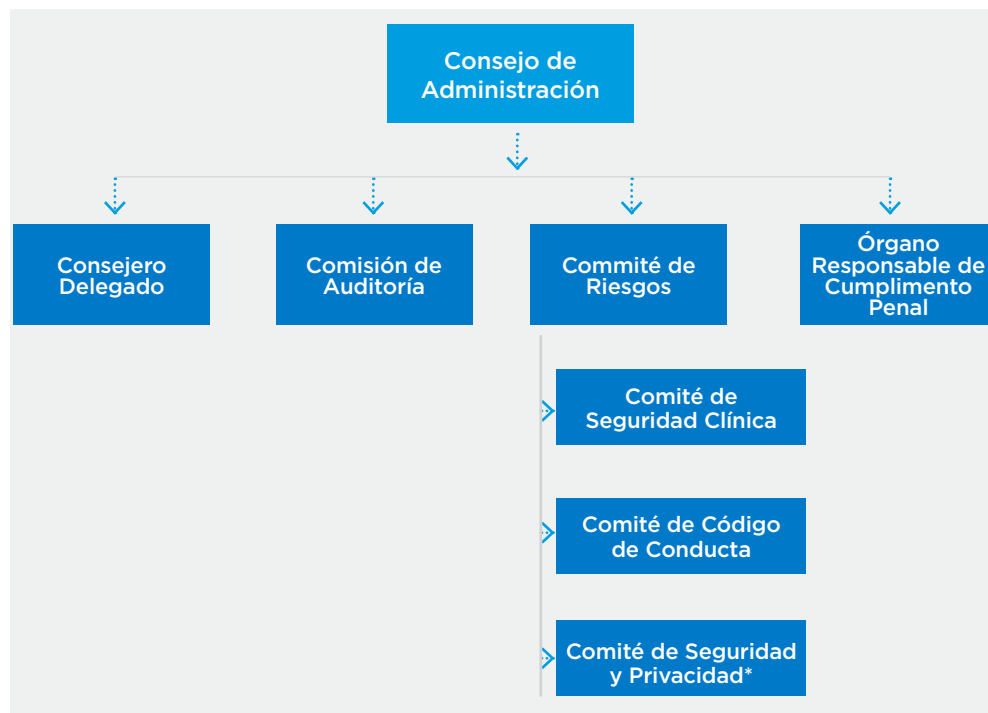 Consejo de
Administración
Consejero
Delegado
Comisión de
Auditoría
Commité de
Riesgos
Órgano
Responsable de
Cumplimento
Penal
Comité de
Seguridad Clínica
Comité de Código
de Conducta
Comité de Seguridad
y Privacidad*